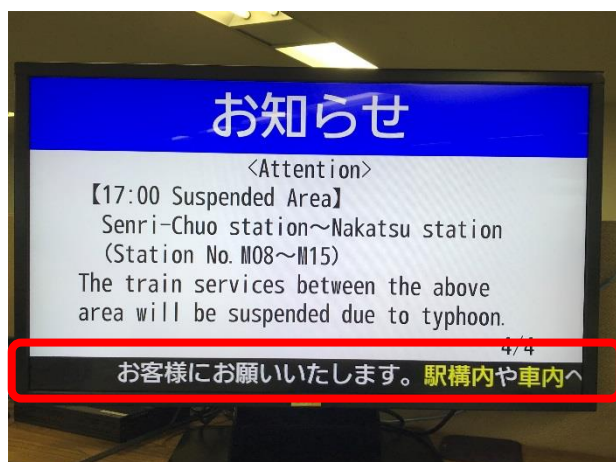 お知らせ
<Attention>
【17:00 Suspended Area】
Senri-Chuo station～Nakatsu station
(Station No. M08～M15)
The train services between the above
area will be suspended due to typhoon.
4/4
お客様にお願いいたします。駅構内や車内へ